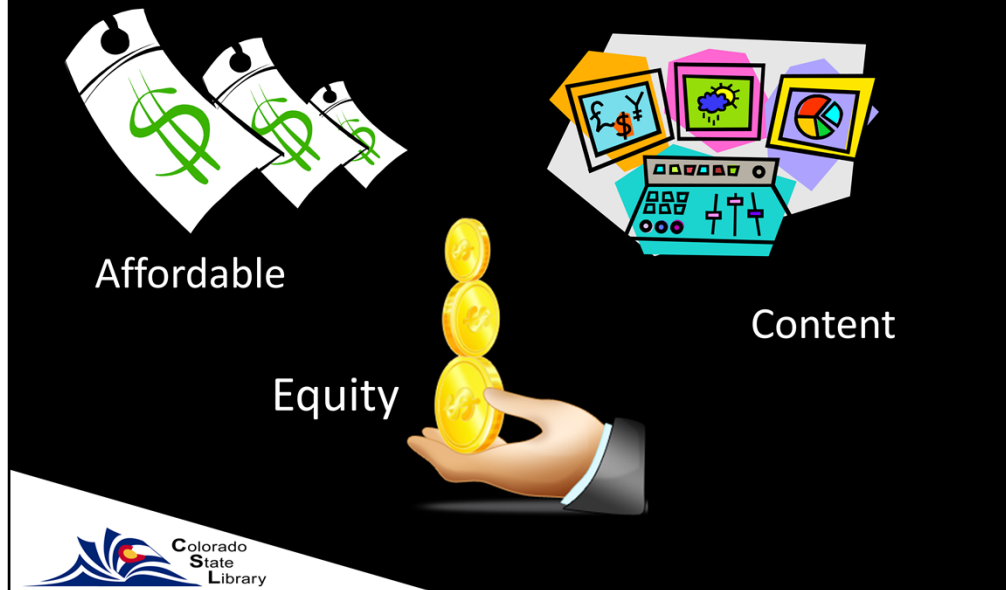 Affordable
Content
Equity
Colorado
State
Library